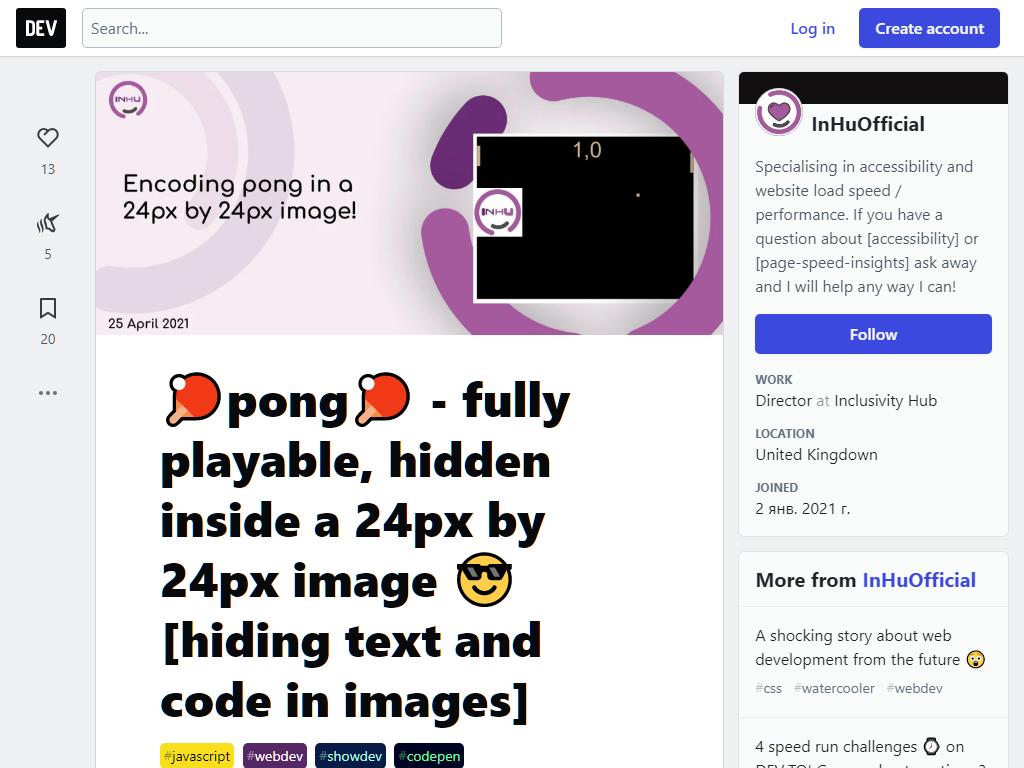 DEV
Search...
Log in
Create account
13
5
20
INHU
Encoding pong in a
24px by 24px image!
1,0
INHU
25 April 2021
pong - fully
playable, hidden
inside a 24px by
24px image 😎
[hiding text and
code in images]
#javascript #webdev #showdev #codepen
InHuOfficial
Specialising in accessibility and
website load speed /
performance. If you have a
question about [accessibility] or
[page-speed-insights] ask away
and I will help any way I can!
Follow
WORK
Director at Inclusivity Hub
LOCATION
United Kingdown
JOINED
2 янв. 2021 г.
More from InHuOfficial
A shocking story about web
development from the future 😲
#css #watercooler #webdev
4 speed run challenges ⌚ on